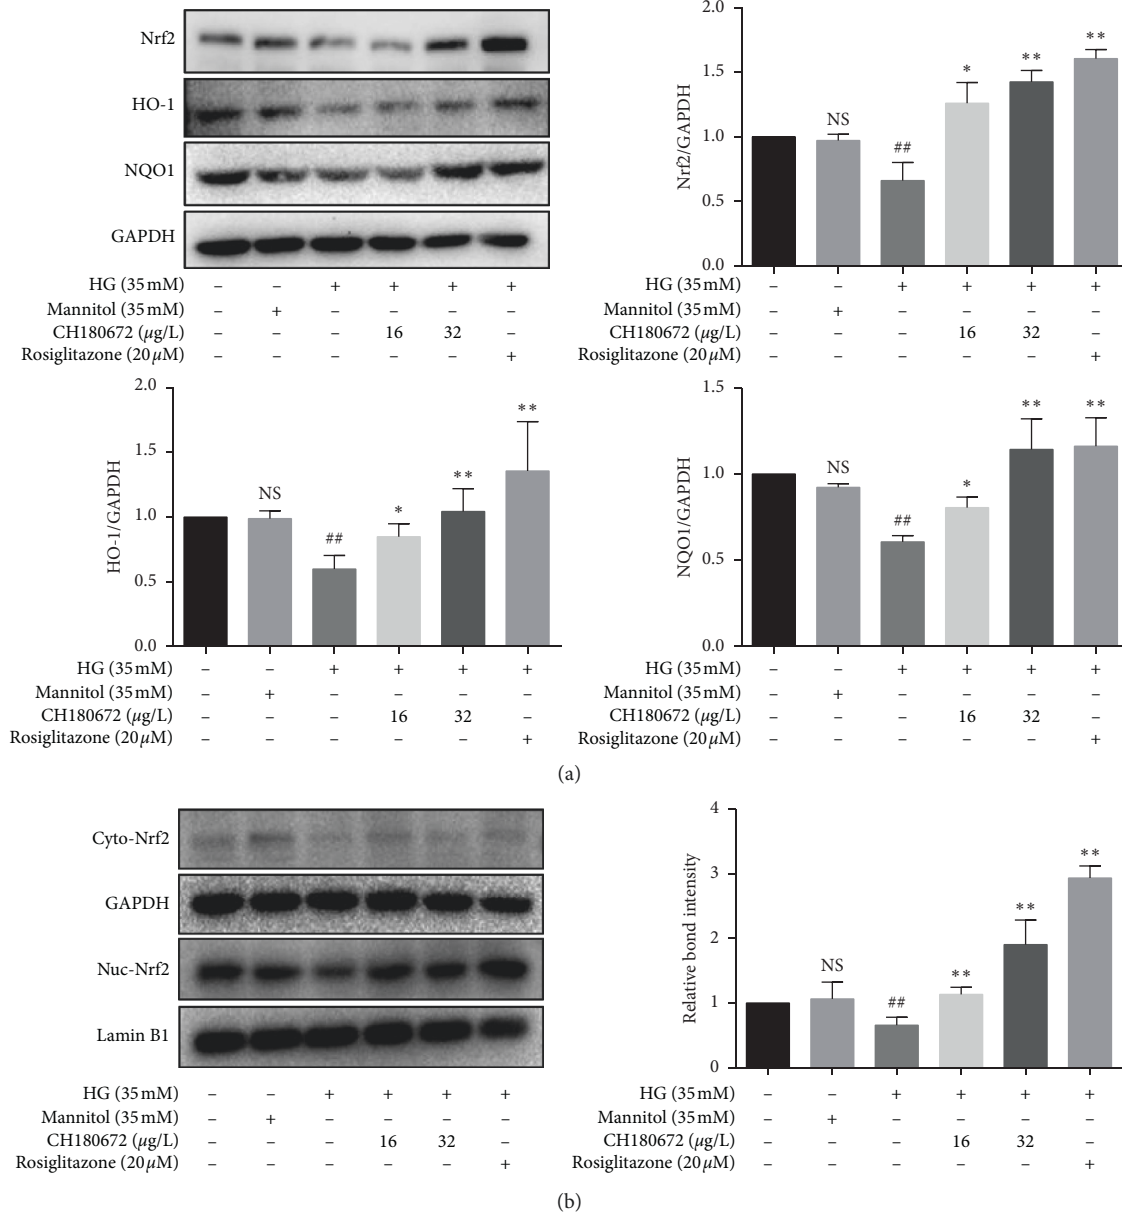 Nrf2
HO-1
NQO1
GAPDH
HG (35 mM) – – + + + +
Mannitol (35 mM) – + – – – –
CH180672 (µg/L) – – – 16 32 –
Rosiglitazone (20 µM) – – – – – +
2.0
1.5
1.0
0.5
0.0
Nrf2/GAPDH
NS
##
*
**
**
HG (35 mM) – – + + + +
Mannitol (35 mM) – + – – – –
CH180672 (µg/L) – – – 16 32 –
Rosiglitazone (20 µM) – – – – – +
2.0
1.5
1.0
0.5
0.0
HO-1/GAPDH
NS
##
*
**
**
HG (35 mM) – – + + + +
Mannitol (35 mM) – + – – – –
CH180672 (µg/L) – – – 16 32 –
Rosiglitazone (20 µM) – – – – – +
1.5
1.0
0.5
0.0
NQO1/GAPDH
NS
##
*
**
**
HG (35 mM) – – + + + +
Mannitol (35 mM) – + – – – –
CH180672 (µg/L) – – – 16 32 –
Rosiglitazone (20 µM) – – – – – +
(a)
Cyto-Nrf2
GAPDH
Nuc-Nrf2
Lamin B1
HG (35 mM) – – + + + +
Mannitol (35 mM) – + – – – –
CH180672 (µg/L) – – – 16 32 –
Rosiglitazone (20 µM) – – – – – +
4
3
2
1
0
Relative bond intensity
NS
##
**
**
**
HG (35 mM) – – + + + +
Mannitol (35 mM) – + – – – –
CH180672 (µg/L) – – – 16 32 –
Rosiglitazone (20 µM) – – – – – +
(b)